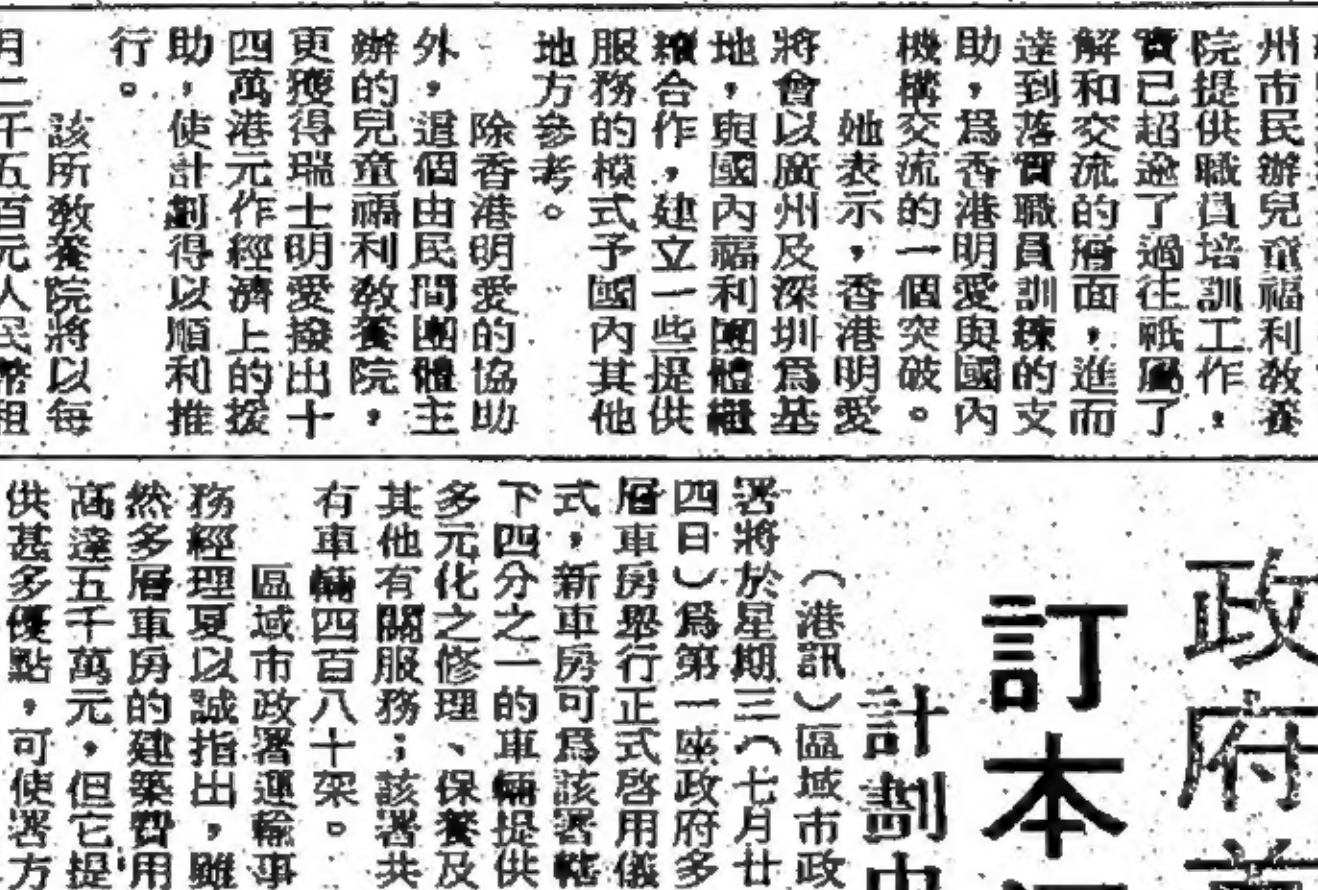 州市民辦兒童福利教養
院提供職員培訓工作，
實已超逾了過往祇屬了
解和交流的層面，進而
達到落實職員訓練的支
助，爲香港明愛與國內
機構交流的一個突破。
她表示，香港明愛
將會以廣州及深圳爲基
地，與國內福利團體繼
續合作，建立一些提供
服務的模式予國內其他
地方參考。
除香港明愛的協助
外，這個由民間團體主
辦的兒童福利教養院，
更獲得瑞士明愛撥出十
四萬港元作經濟上的援
助，使計劃得以順利推
行。
該所教養院將以每
月二千五百元人民幣租
政府
訂本
計劃
（港訊）區域市政
署將於星期三（七月廿
四日）爲第一座政府多
層車房舉行正式啓用儀
式，新車房可爲該署轄
下四分之一的車輛提供
多元化之修理、保養及
其他有關服務；該署共
有車輛四百八十架。
區域市政署運輸事
務經理夏以誠指出，雖
然多層車房的建築費用
高達五千萬元，但它提
供甚多優點，可使署方